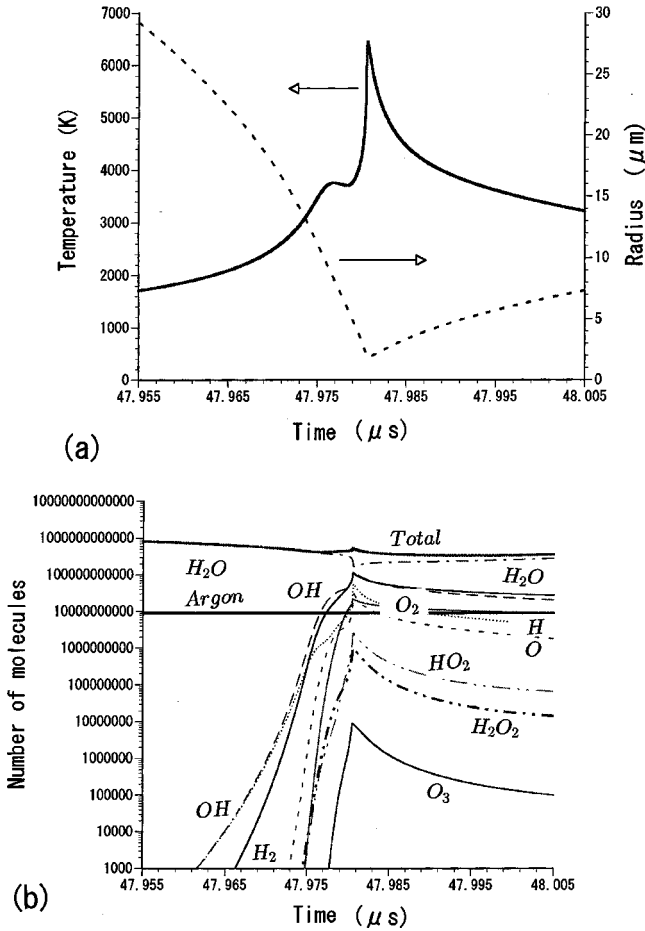 7000
6000
5000
4000
3000
2000
1000
0
Temperature (K)
30
25
20
15
10
5
0
Radius (μm)
47.955
47.965
47.975
47.985
47.995
48.005
Time (μs)
(a)
10000000000000
1000000000000
100000000000
10000000000
1000000000
100000000
10000000
1000000
100000
10000
1000
Number of molecules
Total
H₂O
OH
H₂O
Argon
O₂
H
O
HO₂
H₂O₂
OH
H₂
O₃
47.955
47.965
47.975
47.985
47.995
48.005
Time (μs)
(b)